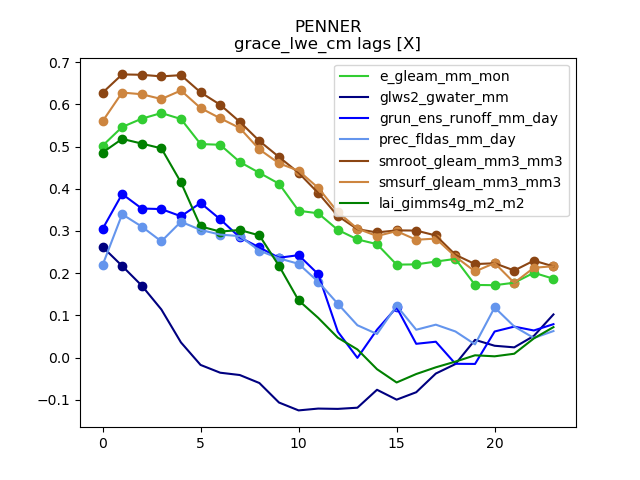 PENNER
grace_lwe_cm lags [X]
0.7
0.6
0.5
0.4
0.3
0.2
0.1
0.0
−0.1
0
5
10
15
20
e_gleam_mm_mon
glws2_gwater_mm
grun_ens_runoff_mm_day
prec_fldas_mm_day
smroot_gleam_mm3_mm3
smsurf_gleam_mm3_mm3
lai_gimms4g_m2_m2